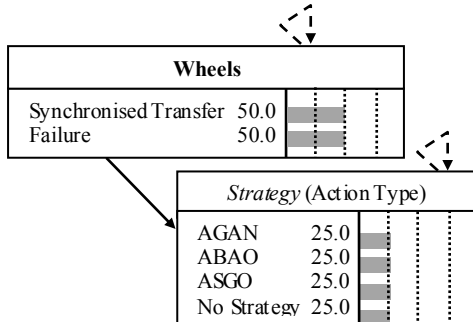 Wheels
Synchronised Transfer 50.0
Failure 50.0
Strategy (Action Type)
AGAN 25.0
ABAO 25.0
ASGO 25.0
No Strategy 25.0